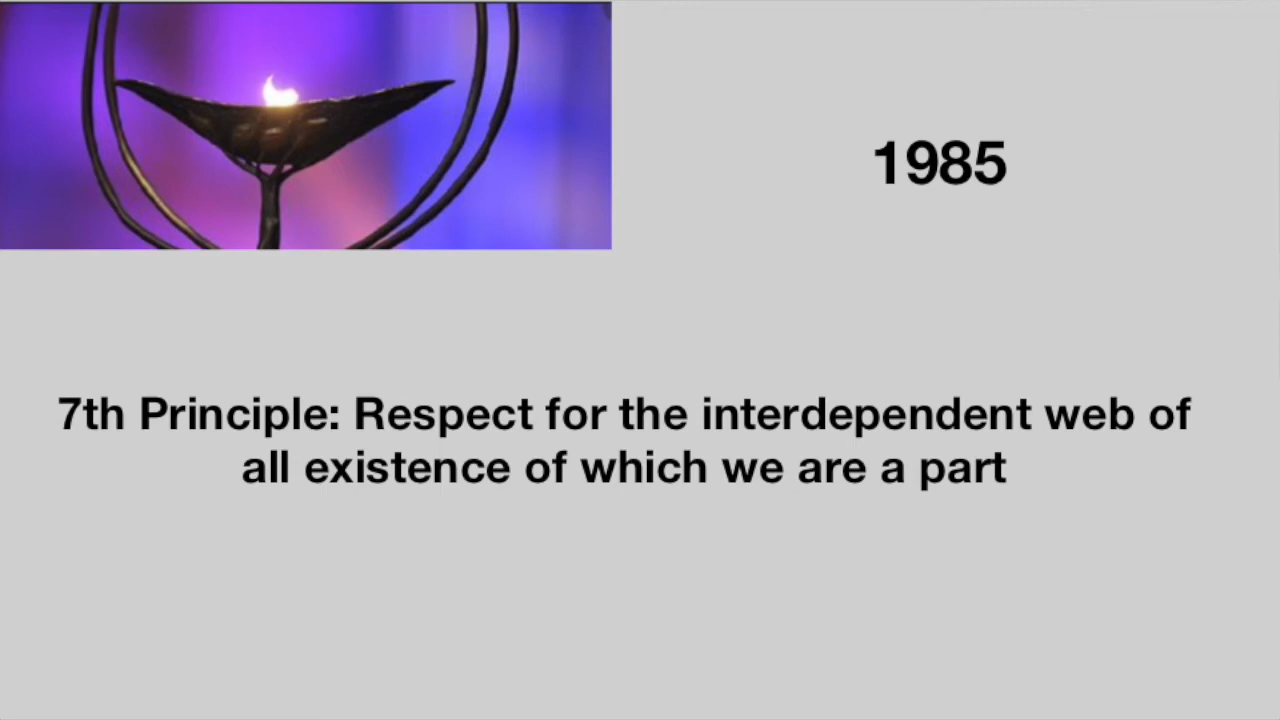 1985
7th Principle: Respect for the interdependent web of
all existence of which we are a part